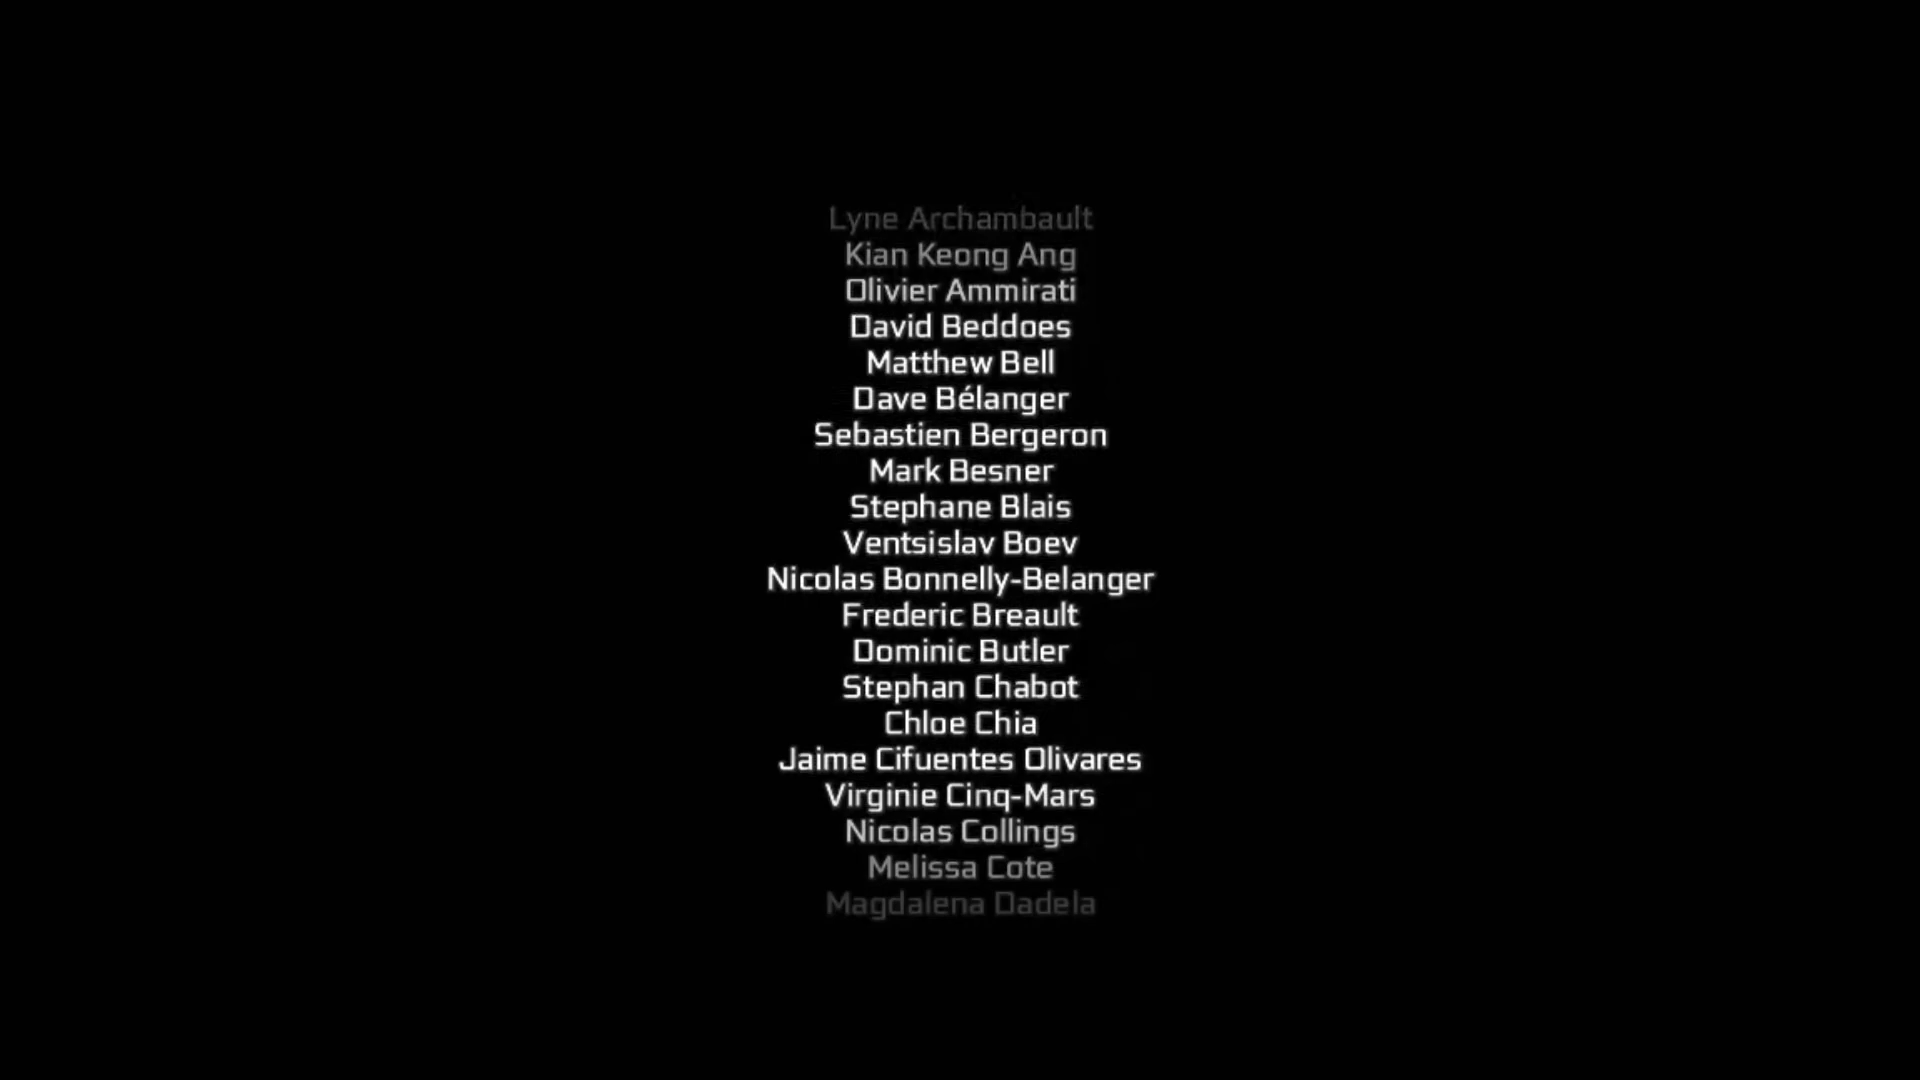 Lyne Archambault
Kian Keong Ang
Olivier Ammirati
David Beddoes
Matthew Bell
Dave Bélanger
Sebastien Bergeron
Mark Besner
Stephane Blais
Ventsislav Boev
Nicolas Bonnelly-Belanger
Frederic Breault
Dominic Butler
Stephan Chabot
Chloe Chia
Jaime Cifuentes Olivares
Virginie Cinq-Mars
Nicolas Collings
Melissa Cote
Magdalena Dadela